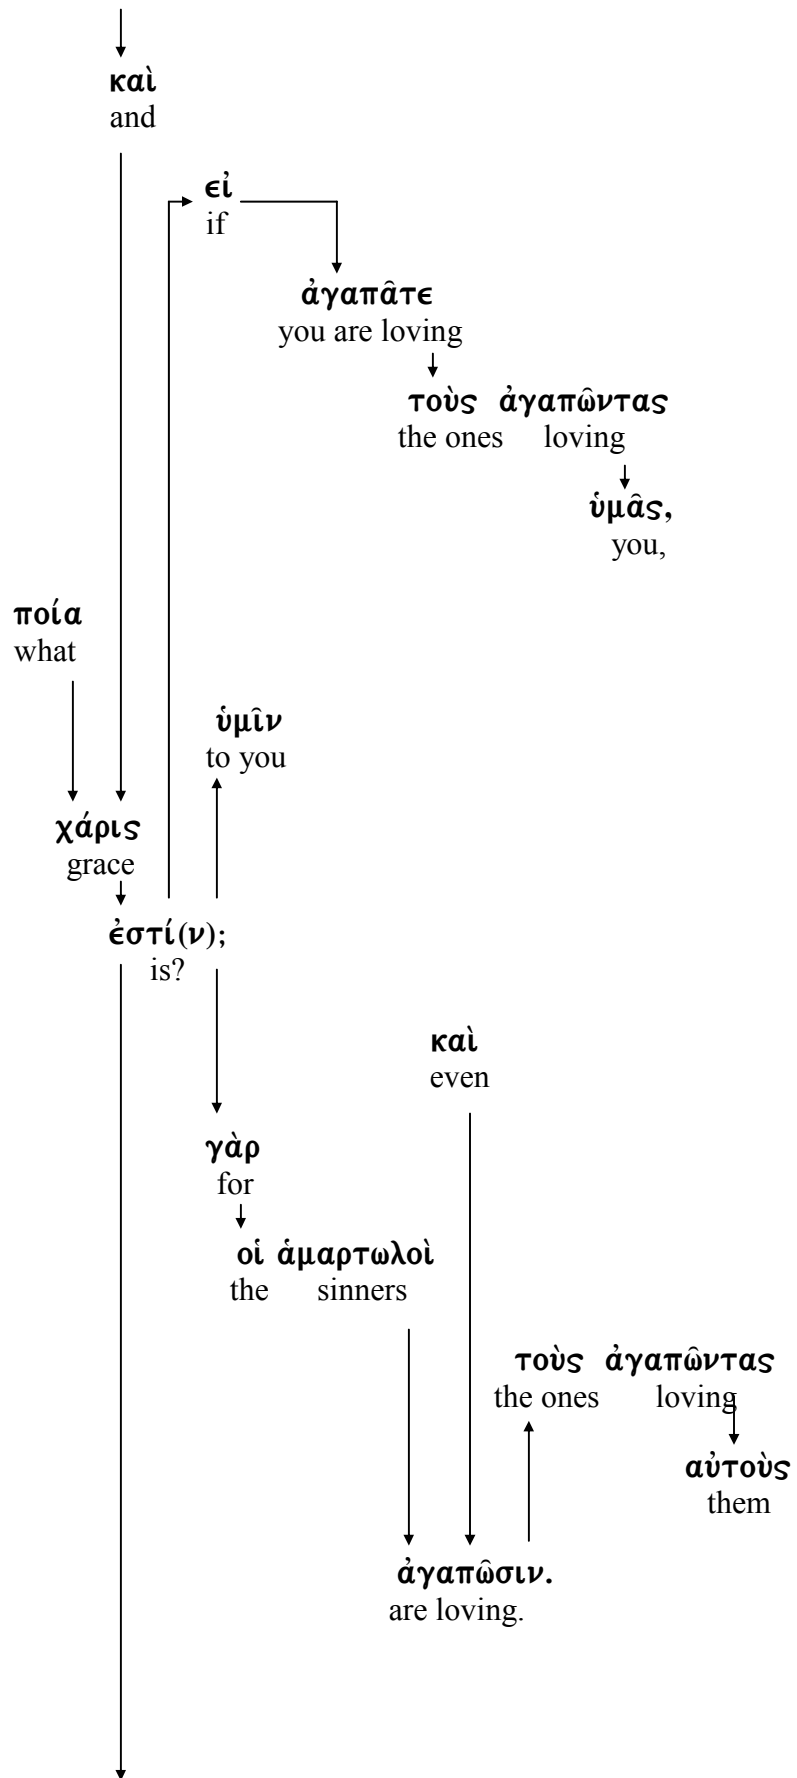 καὶ
and
εἰ
if
ἀγαπᾶτε
you are loving
τοὺς ἀγαπῶντας
the ones loving
ὑμᾶς,
you,
ποία
what
ὑμῖν
to you
χάρις
grace
ἐστί(ν);
is?
καὶ
even
γὰρ
for
οἱ ἁμαρτωλοὶ
the sinners
τοὺς ἀγαπῶντας
the ones loving
αὐτοὺς
them
ἀγαπῶσιν.
are loving.